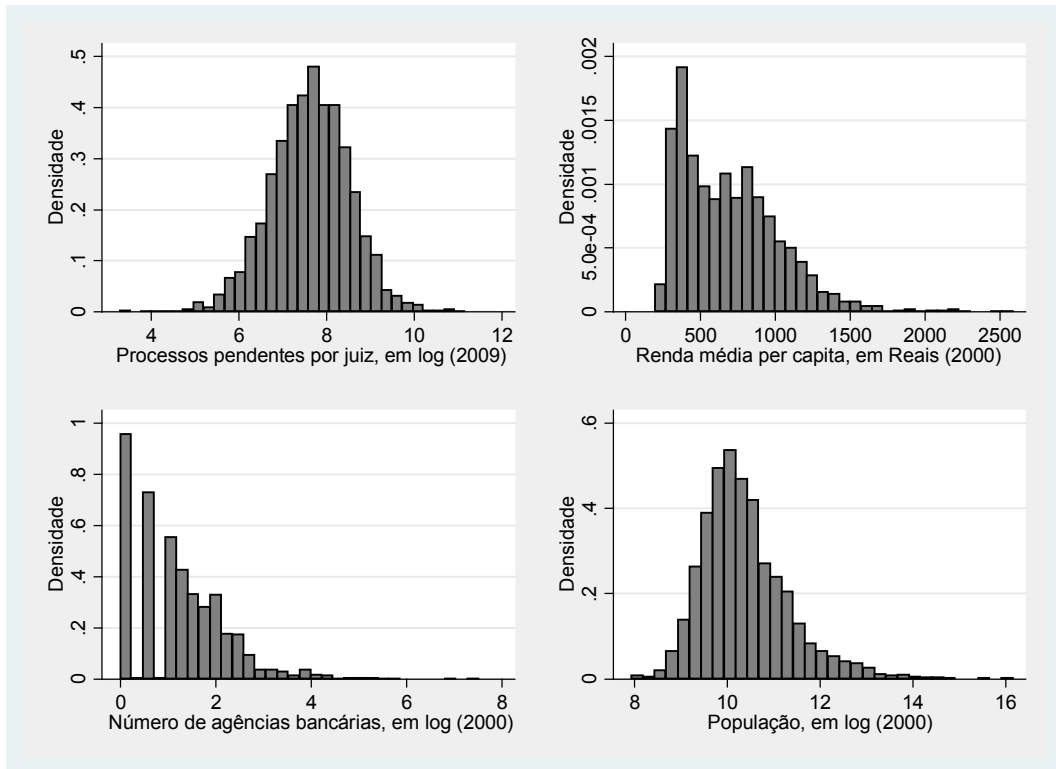 Densidade
0 .1 .2 .3 .4 .5
4 6 8 10 12
Processos pendentes por juiz, em log (2009)
Densidade
0 5.0e-04 .001 .0015 .002
0 500 1000 1500 2000 2500
Renda média per capita, em Reais (2000)
Densidade
0 .2 .4 .6 .8 1
0 2 4 6 8
Número de agências bancárias, em log (2000)
Densidade
0 .2 .4 .6
8 10 12 14 16
População, em log (2000)